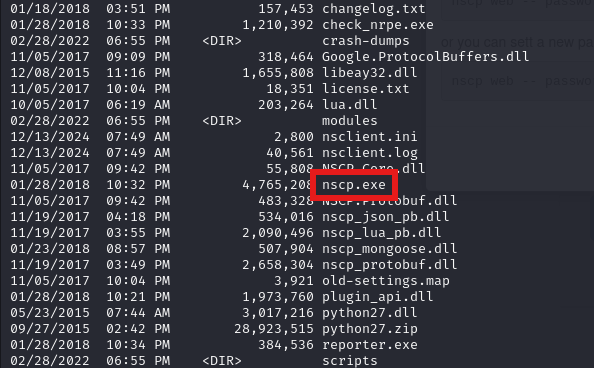 01/18/2018  03:51 PM           157,453 changelog.txt
01/28/2018  10:33 PM         1,210,392 check_nrpe.exe
02/28/2022  06:55 PM    <DIR>          crash-dumps
11/05/2017  09:09 PM           318,464 Google.ProtocolBuffers.dll
12/08/2015  11:16 PM         1,655,808 libeay32.dll
11/05/2017  10:04 PM            18,351 license.txt
10/05/2017  06:19 AM           203,264 lua.dll
02/28/2022  06:55 PM    <DIR>          modules
12/13/2024  07:49 AM             2,800 nsclient.ini
12/13/2024  07:49 AM            40,561 nsclient.log
11/05/2017  09:42 PM            55,808 NSCP.Core.dll
01/28/2018  10:32 PM         4,765,208 nscp.exe
11/05/2017  09:42 PM           483,328 NSCP.Protobuf.dll
11/19/2017  04:18 PM           534,016 nscp_json_pb.dll
11/19/2017  03:55 PM         2,090,496 nscp_lua_pb.dll
01/23/2018  08:57 PM           507,904 nscp_mongoose.dll
11/19/2017  03:49 PM         2,658,304 nscp_protobuf.dll
11/05/2017  10:04 PM             3,921 old-settings.map
01/28/2018  10:21 PM         1,973,760 plugin_api.dll
05/23/2015  07:44 AM         3,017,216 python27.dll
09/27/2015  02:42 PM        28,923,515 python27.zip
01/28/2018  10:34 PM           384,536 reporter.exe
02/28/2022  06:55 PM    <DIR>          scripts
nscp web -- passwo
or you can sett a new pa
nscp web -- passwo